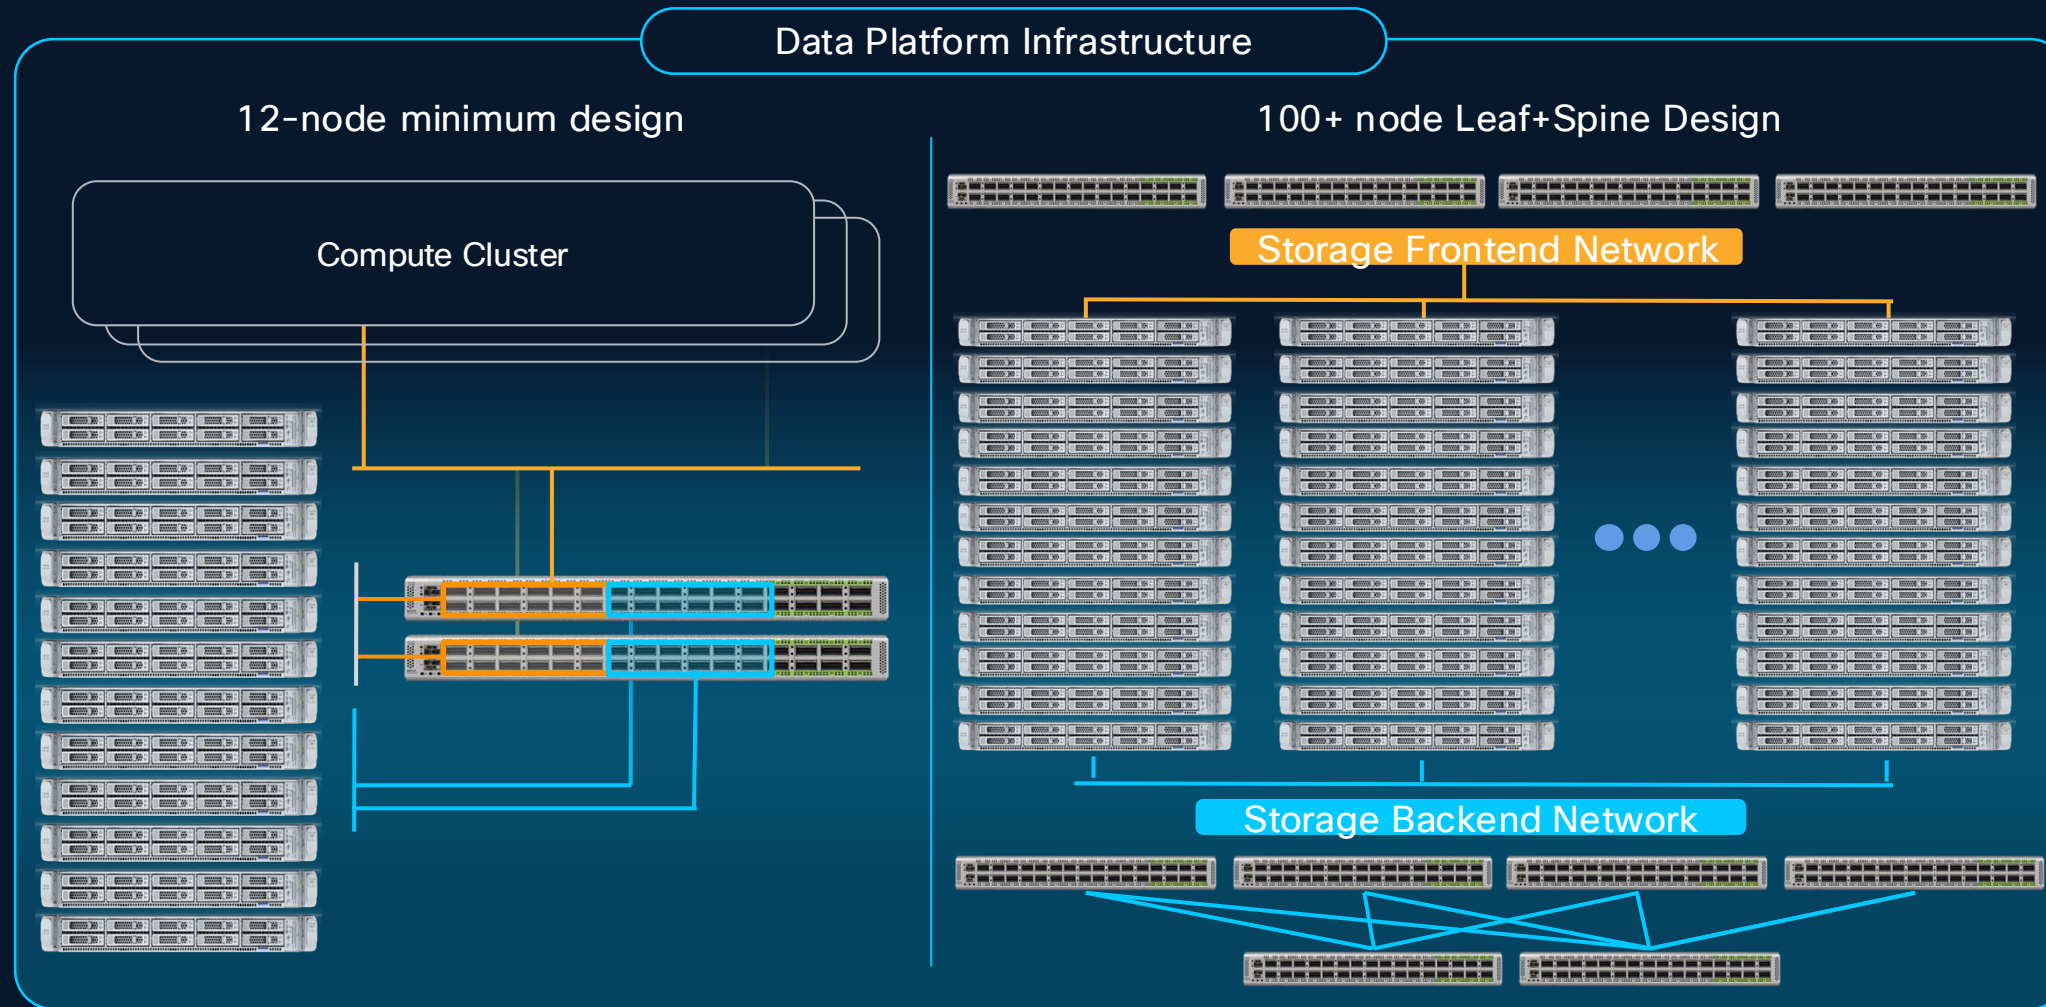 Data Platform Infrastructure
12-node minimum design
100+ node Leaf+Spine Design
Compute Cluster
Storage Frontend Network
Storage Backend Network